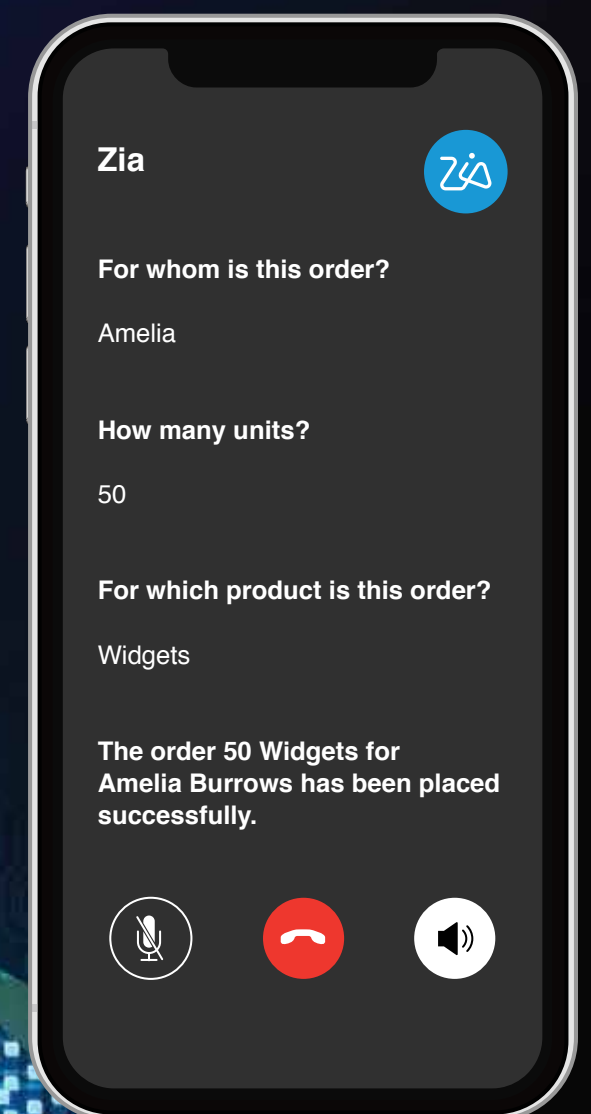 Zia
ZiA
For whom is this order?
Amelia
How many units?
50
For which product is this order?
Widgets
The order 50 Widgets for
Amelia Burrows has been placed
successfully.